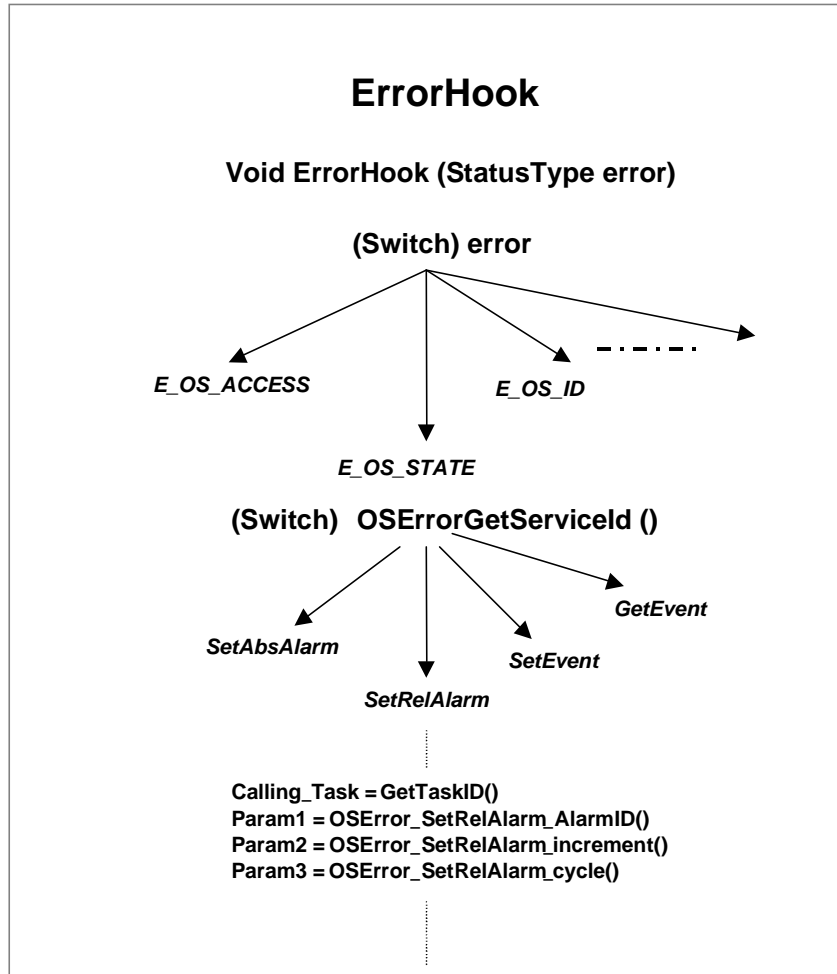 ErrorHook
Void ErrorHook (StatusType error)
(Switch) error
E_OS_ACCESS
E_OS_ID
E_OS_STATE
(Switch) OSErrorGetServiceId ()
GetEvent
SetAbsAlarm
SetEvent
SetRelAlarm
Calling_Task = GetTaskID()
Param1 = OSError_SetRelAlarm_AlarmID()
Param2 = OSError_SetRelAlarm_increment()
Param3 = OSError_SetRelAlarm_cycle()